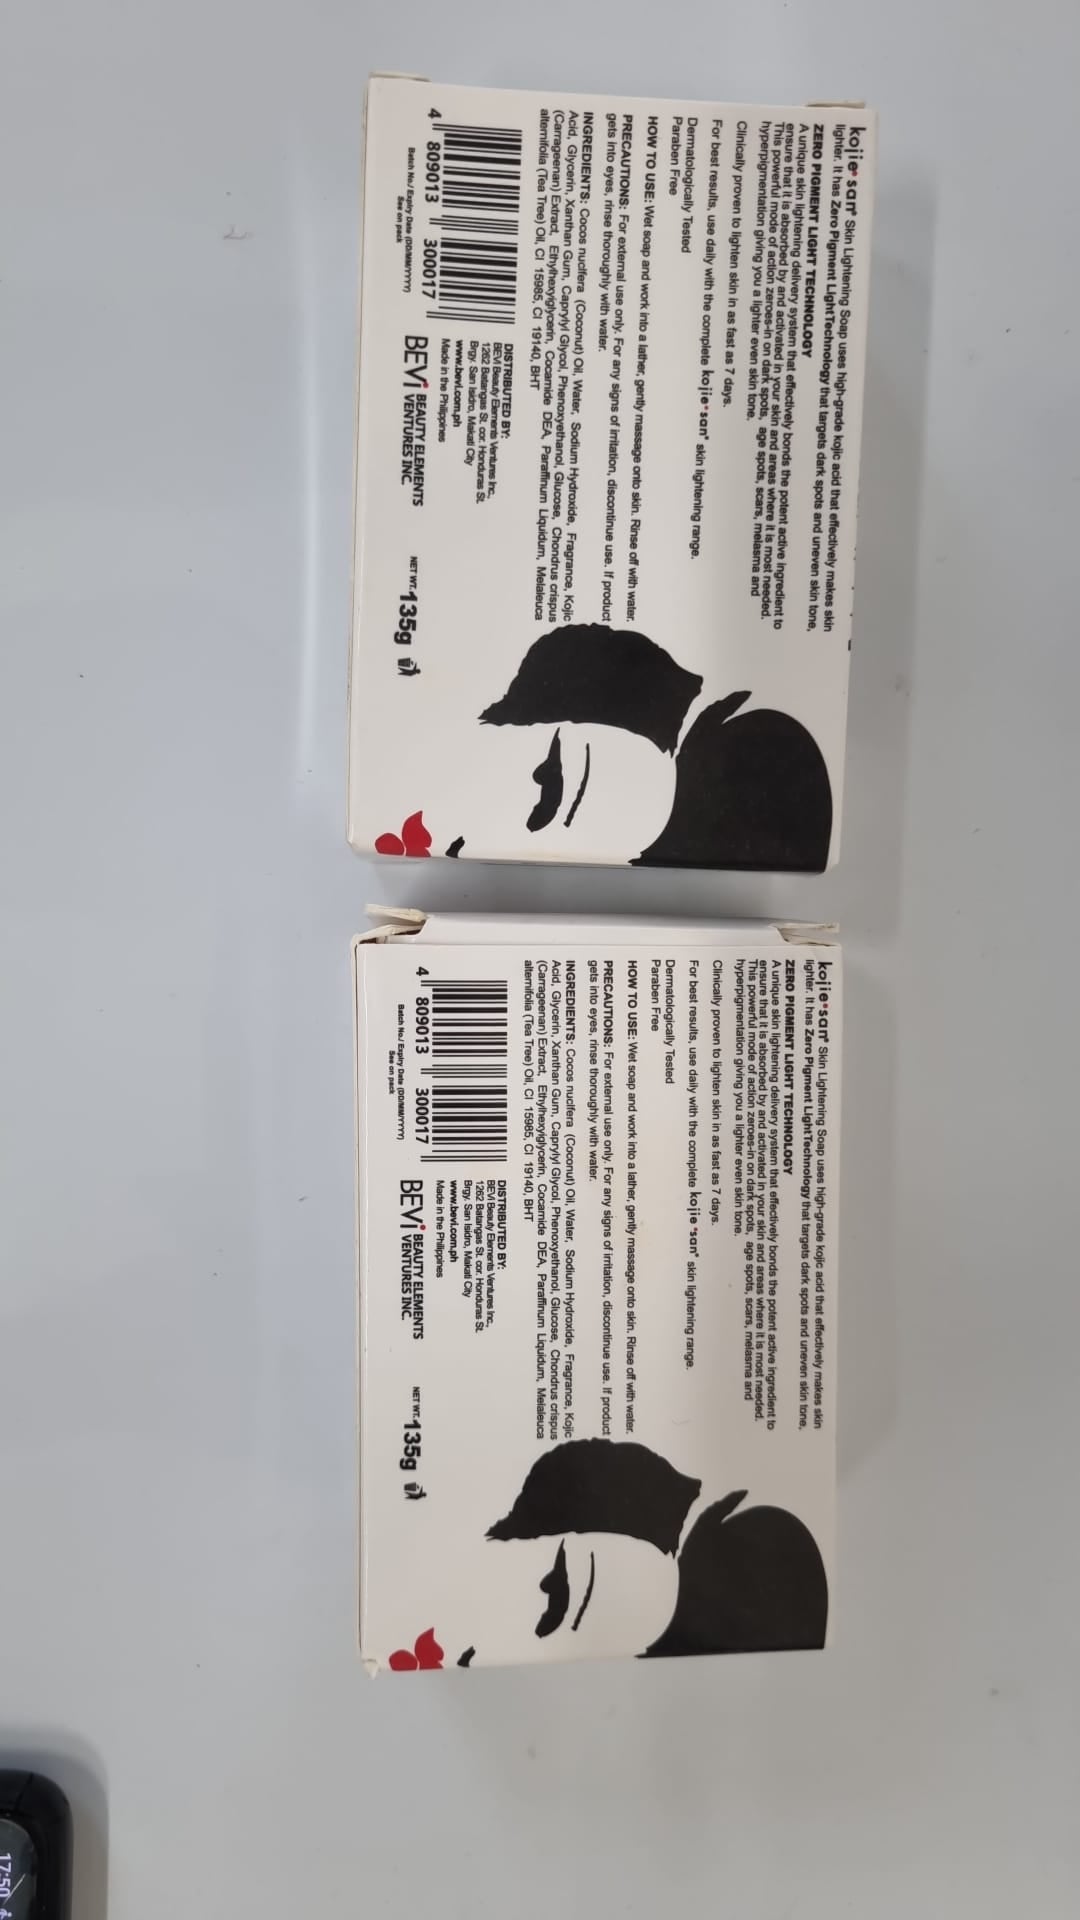 kojie•san® Skin Lightening Soap uses high-grade kojic acid that effectively makes skin
lighter. It has Zero Pigment LightTechnology that targets dark spots and uneven skin tone,
ZERO PIGMENT LIGHT TECHNOLOGY
A unique skin lightening delivery system that effectively bonds the potent active ingredient to
ensure that it is absorbed by and activated in your skin and areas where it is most needed.
This powerful mode of action zeroes-in on dark spots, age spots, scars, melasma and
hyperpigmentation giving you a lighter even skin tone.
Clinically proven to lighten skin in as fast as 7 days.
For best results, use daily with the complete kojie•san® skin lightening range.
Dermatologically Tested
Paraben Free
HOW TO USE: Wet soap and work into a lather, gently massage onto skin. Rinse off with water.
PRECAUTIONS: For external use only. For any signs of irritation, discontinue use. If product
gets into eyes, rinse thoroughly with water.
INGREDIENTS: Cocos nucifera (Coconut) Oil, Water, Sodium Hydroxide, Fragrance, Kojic
Acid, Glycerin, Xanthan Gum, Caprylyl Glycol, Phenoxyethanol, Glucose, Chondrus crispus
(Carrageenan) Extract, Ethylhexylglycerin, Cocamide DEA, Paraffinum Liquidum, Melaleuca
alternifolia (Tea Tree) Oil, CI 15985, CI 19140, BHT
4 809013 300017
Batch No./ Expiry Date (DD/MM/YYYY)
See on pack
DISTRIBUTED BY:
BEVI Beauty Elements Ventures Inc.,
1262 Batangas St. cor. Honduras St.
Brgy. San Isidro, Makati City
www.bevi.com.ph
Made in the Philippines
BEVi BEAUTY ELEMENTS
VENTURES INC.
NET WT. 135g
kojie•san® Skin Lightening Soap uses high-grade kojic acid that effectively makes skin
lighter. It has Zero Pigment LightTechnology that targets dark spots and uneven skin tone,
ZERO PIGMENT LIGHT TECHNOLOGY
A unique skin lightening delivery system that effectively bonds the potent active ingredient to
ensure that it is absorbed by and activated in your skin and areas where it is most needed.
This powerful mode of action zeroes-in on dark spots, age spots, scars, melasma and
hyperpigmentation giving you a lighter even skin tone.
Clinically proven to lighten skin in as fast as 7 days.
For best results, use daily with the complete kojie•san® skin lightening range.
Dermatologically Tested
Paraben Free
HOW TO USE: Wet soap and work into a lather, gently massage onto skin. Rinse off with water.
PRECAUTIONS: For external use only. For any signs of irritation, discontinue use. If product
gets into eyes, rinse thoroughly with water.
INGREDIENTS: Cocos nucifera (Coconut) Oil, Water, Sodium Hydroxide, Fragrance, Kojic
Acid, Glycerin, Xanthan Gum, Caprylyl Glycol, Phenoxyethanol, Glucose, Chondrus crispus
(Carrageenan) Extract, Ethylhexylglycerin, Cocamide DEA, Paraffinum Liquidum, Melaleuca
alternifolia (Tea Tree) Oil, CI 15985, CI 19140, BHT
4 809013 300017
Batch No./ Expiry Date (DD/MM/YYYY)
See on pack
DISTRIBUTED BY:
BEVI Beauty Elements Ventures Inc.,
1262 Batangas St. cor. Honduras St.
Brgy. San Isidro, Makati City
www.bevi.com.ph
Made in the Philippines
BEVi BEAUTY ELEMENTS
VENTURES INC.
NET WT. 135g
17:50